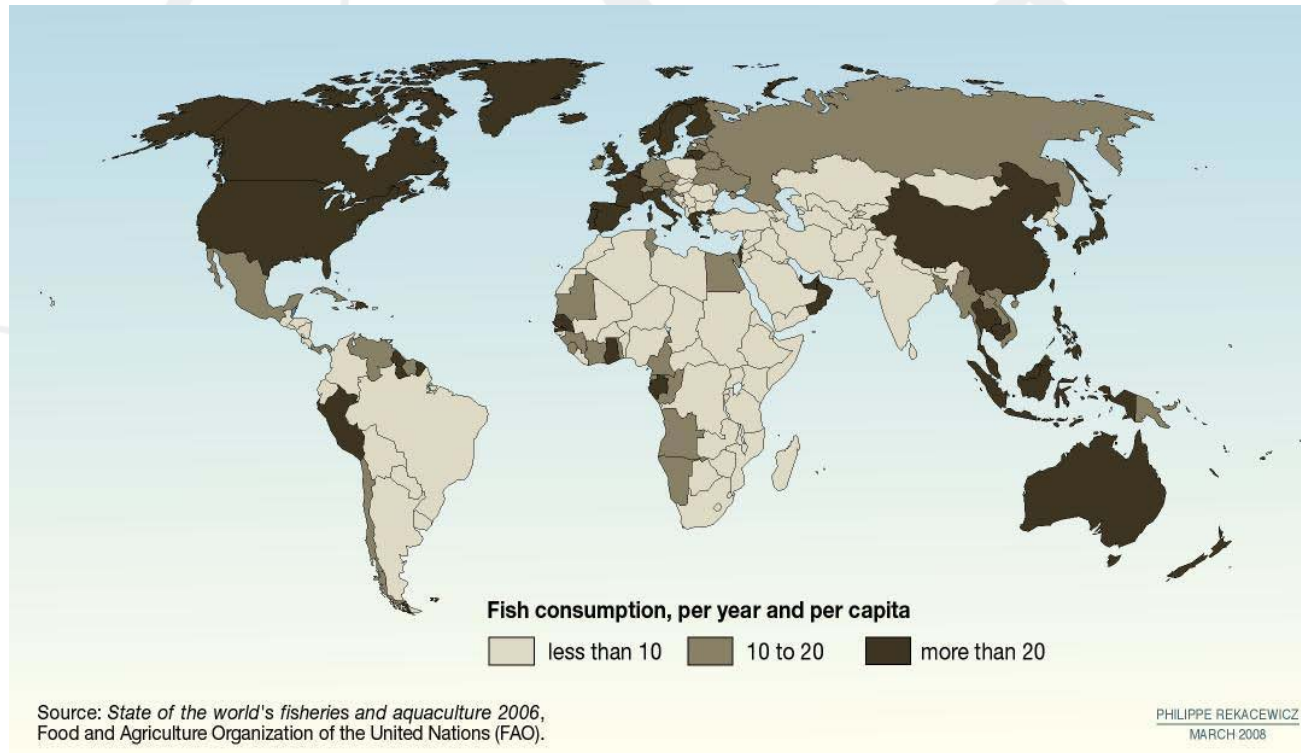 Fish consumption, per year and per capita
less than 10 10 to 20 more than 20
Source: State of the world's fisheries and aquaculture 2006,
Food and Agriculture Organization of the United Nations (FAO).
PHILIPPE REKACEWICZ
MARCH 2008